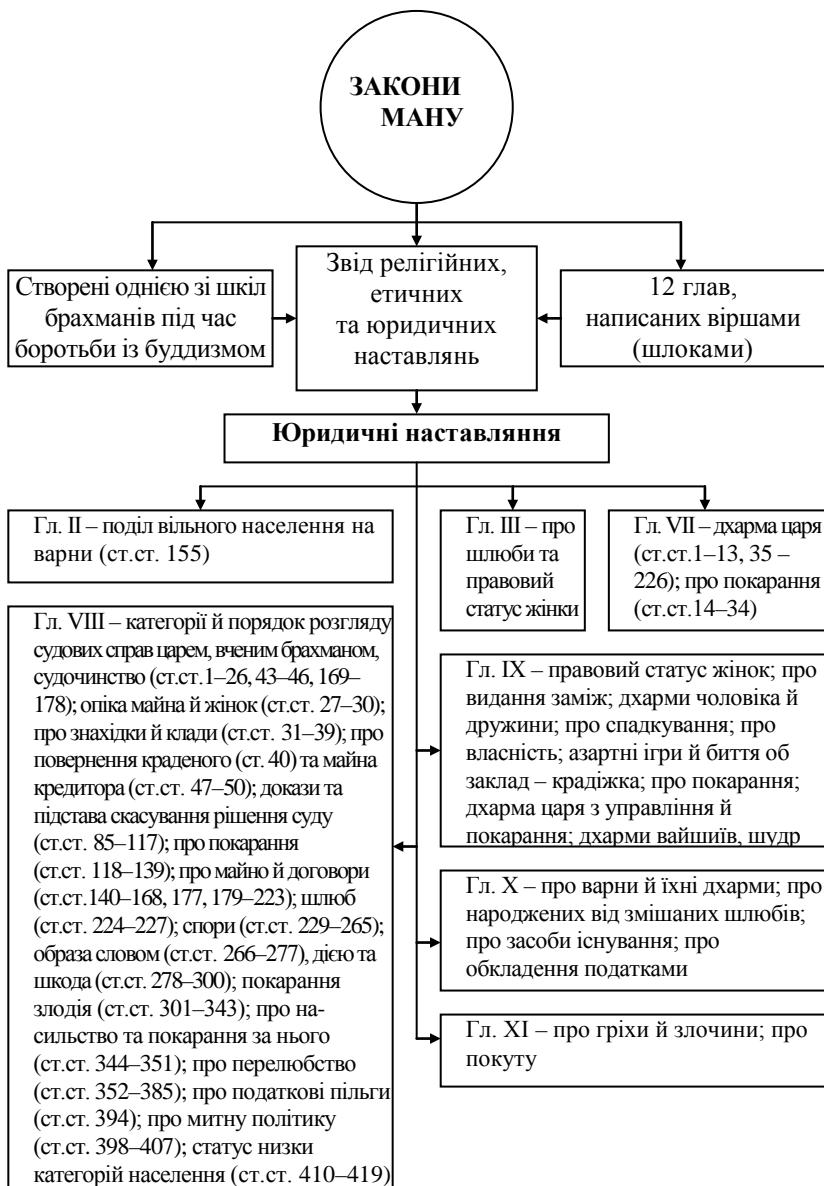 ЗАКОНИ
МАНУ
Створені однією зі шкіл
брахманів під час
боротьби із буддизмом
Звід релігійних,
етичних
та юридичних
наставлянь
12 глав,
написаних віршами
(шлоками)
Юридичні наставляння
Гл. II – поділ вільного населення на
варни (ст.ст. 155)
Гл. III – про
шлюби та
правовий
статус жінки
Гл. VII – дхарма царя
(ст.ст.1–13, 35 –
226); про покарання
(ст.ст.14–34)
Гл. VIII – категорії й порядок розгляду
судових справ царем, вченим брахманом,
судочинство (ст.ст.1–26, 43–46, 169–
178); опіка майна й жінок (ст.ст. 27–30);
про знахідки й клади (ст.ст. 31–39); про
повернення краденого (ст. 40) та майна
кредитора (ст.ст. 47–50); докази та
підстава скасування рішення суду
(ст.ст. 85–117); про покарання
(ст.ст. 118–139); про майно й договори
(ст.ст.140–168, 177, 179–223); шлюб
(ст.ст. 224–227); спори (ст.ст. 229–265);
образа словом (ст.ст. 266–277), дією та
шкода (ст.ст. 278–300); покарання
злодія (ст.ст. 301–343); про на-
сильство та покарання за нього
(ст.ст. 344–351); про перелюбство
(ст.ст. 352–385); про податкові пільги
(ст.ст. 394); про митну політику
(ст.ст. 398–407); статус низки
категорій населення (ст.ст. 410–419)
Гл. IX – правовий статус жінок; про
видання заміж; дхарми чоловіка й
дружини; про спадкування; про
власність; азартні ігри й биття об
заклад – крадіжка; про покарання;
дхарма царя з управління й
покарання; дхарми вайшиїв, шудр
Гл. X – про варни й їхні дхарми; про
народжених від змішаних шлюбів;
про засоби існування; про
обкладення податками
Гл. XI – про гріхи й злочини; про
покуту